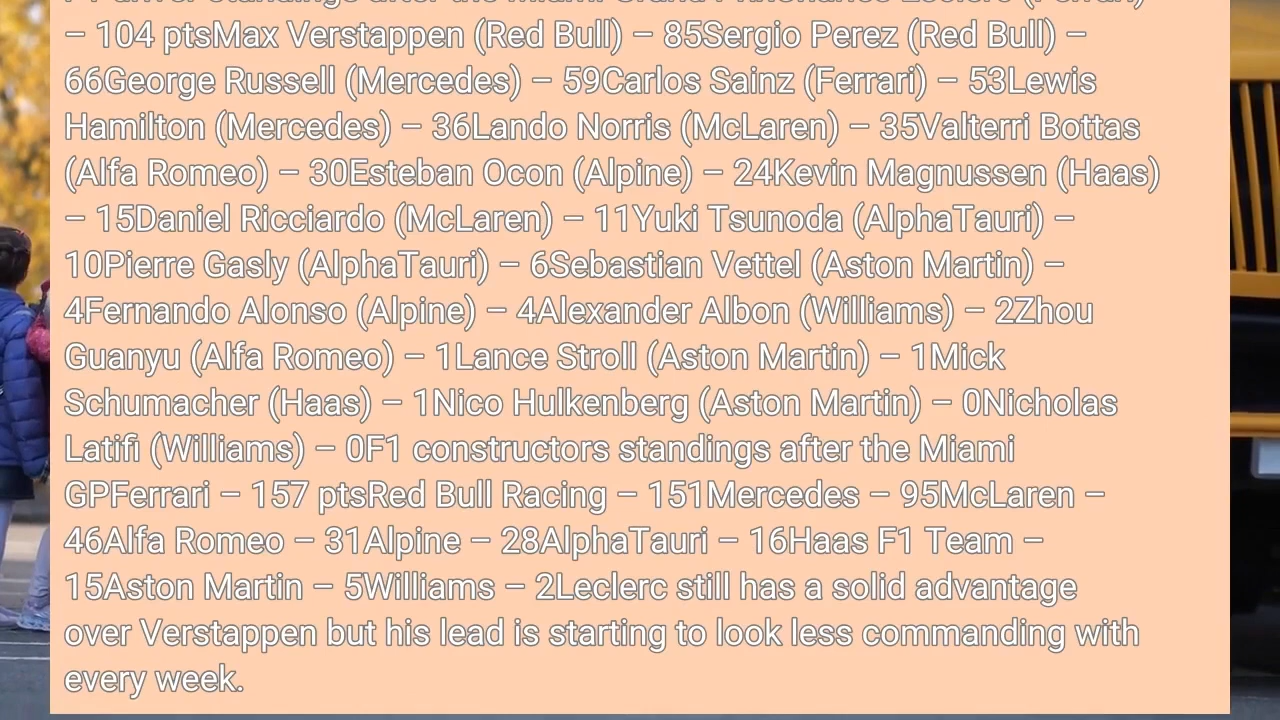 – 104 ptsMax Verstappen (Red Bull) – 85Sergio Perez (Red Bull) –
66George Russell (Mercedes) – 59Carlos Sainz (Ferrari) – 53Lewis
Hamilton (Mercedes) – 36Lando Norris (McLaren) – 35Valterri Bottas
(Alfa Romeo) – 30Esteban Ocon (Alpine) – 24Kevin Magnussen (Haas)
– 15Daniel Ricciardo (McLaren) – 11Yuki Tsunoda (AlphaTauri) –
10Pierre Gasly (AlphaTauri) – 6Sebastian Vettel (Aston Martin) –
4Fernando Alonso (Alpine) – 4Alexander Albon (Williams) – 2Zhou
Guanyu (Alfa Romeo) – 1Lance Stroll (Aston Martin) – 1Mick
Schumacher (Haas) – 1Nico Hulkenberg (Aston Martin) – 0Nicholas
Latifi (Williams) – 0F1 constructors standings after the Miami
GPFerrari – 157 ptsRed Bull Racing – 151Mercedes – 95McLaren –
46Alfa Romeo – 31Alpine – 28AlphaTauri – 16Haas F1 Team –
15Aston Martin – 5Williams – 2Leclerc still has a solid advantage
over Verstappen but his lead is starting to look less commanding with
every week.